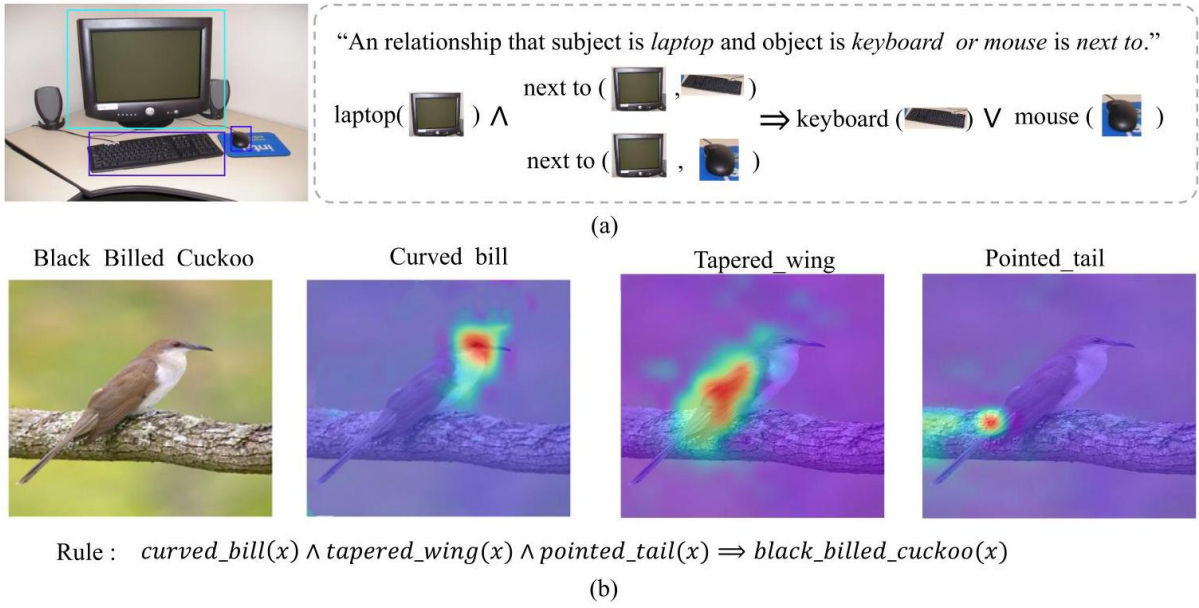 “An relationship that subject is laptop and object is keyboard or mouse is next to.”
next to ( , )
laptop( ) ∧ ⇒ keyboard ( ) ∨ mouse ( )
next to ( , )
(a)
Black Billed Cuckoo Curved bill Tapered_wing Pointed_tail
Rule : curved_bill(x) ∧ tapered_wing(x) ∧ pointed_tail(x) ⟹ black_billed_cuckoo(x)
(b)